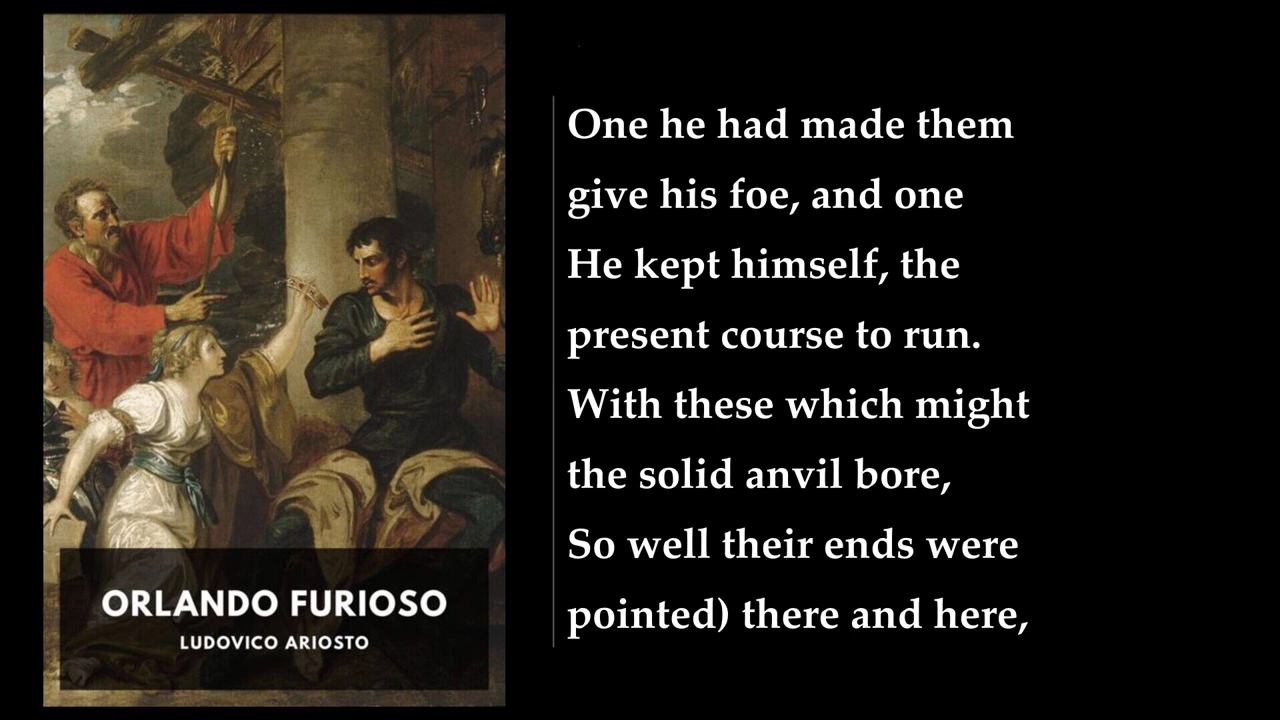 One he had made them
give his foe, and one
He kept himself, the
present course to run.
With these which might
the solid anvil bore,
So well their ends were
pointed) there and here,
ORLANDO FURIOSO
LUDOVICO ARIOSTO